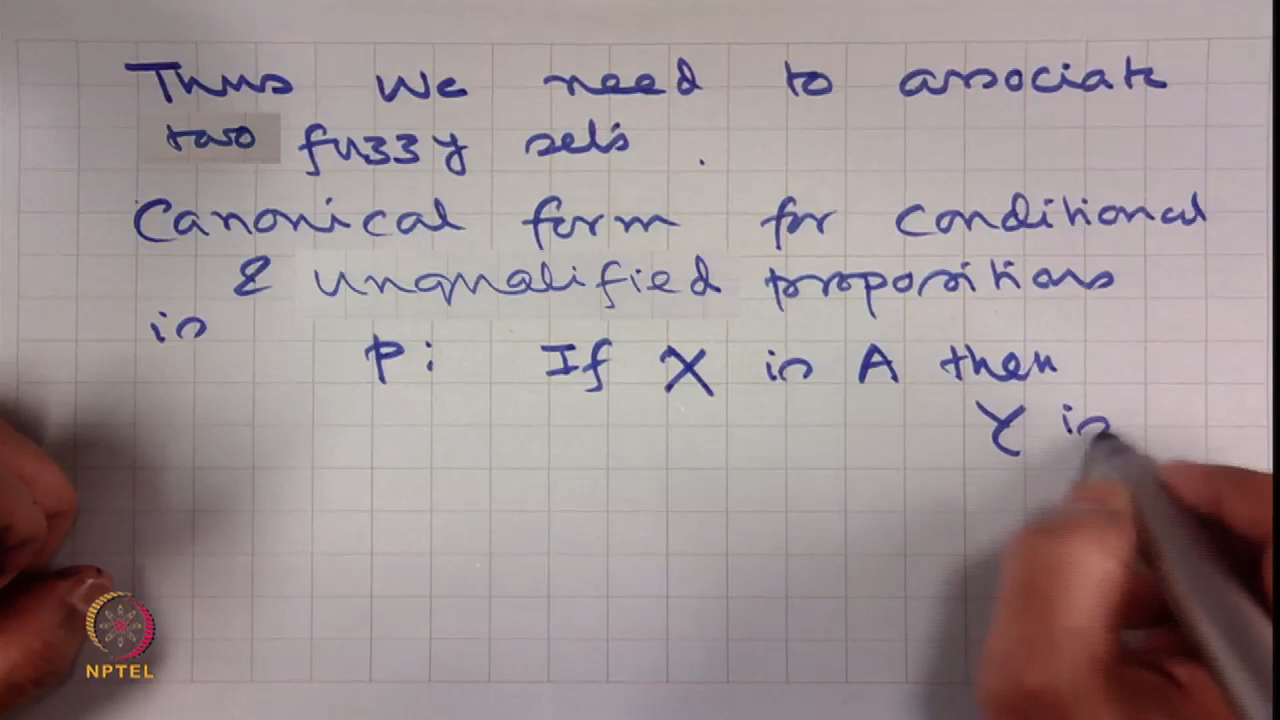 Thus we need to associate
two fuzzy sets.
Canonical form for conditional
& unqualified propositions
is
p: If X is A then
Y is
NPTEL